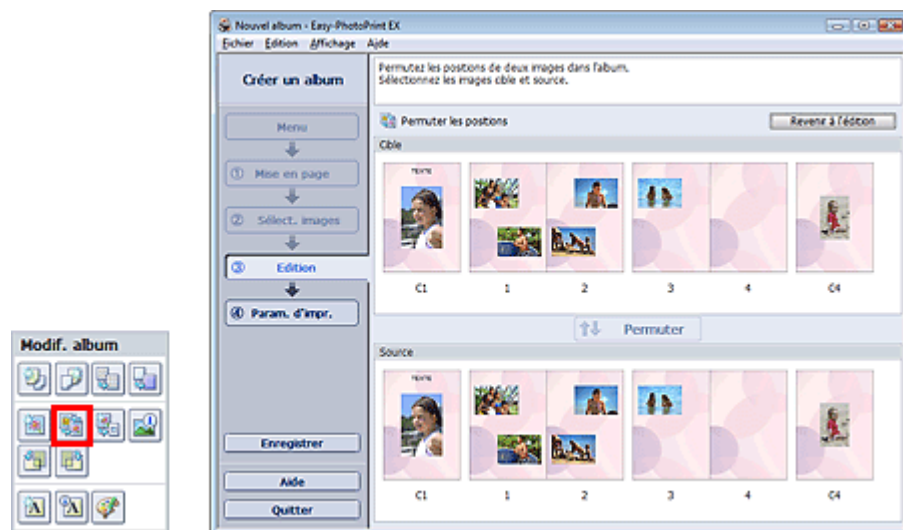 Nouvel album - Easy-PhotoPrint EX
Fichier Edition Affichage Aide
Créer un album
Permutez les positions de deux images dans l'album.
Sélectionnez les images cible et source.
Menu
① Mise en page
② Sélect. images
③ Edition
④ Param. d'impr.
Enregistrer
Aide
Quitter
Permuter les positions
Revenir à l'édition
Cible
TEXTE
C1 1 2 3 4 C4
Permuter
Source
TEXTE
C1 1 2 3 4 C4
Modif. album